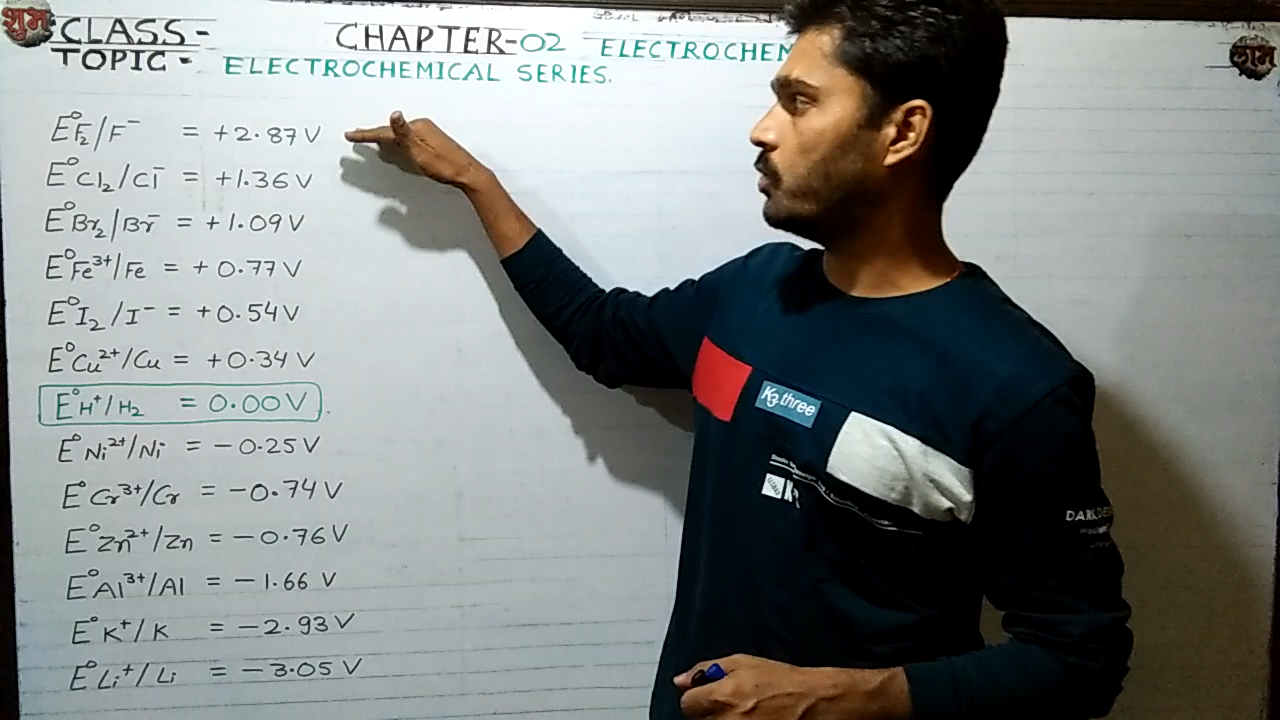 शुभ
CLASS - CHAPTER-02 ELECTROCHEM
TOPIC - ELECTROCHEMICAL SERIES.
लाभ
E°F₂/F⁻ = +2.87 V
E°Cl₂/Cl⁻ = +1.36 V
E°Br₂/Br⁻ = +1.09 V
E°Fe³⁺/Fe = +0.77 V
E°I₂/I⁻ = +0.54 V
E°Cu²⁺/Cu = +0.34 V
E°H⁺/H₂ = 0.00 V.
E°Ni²⁺/Ni = -0.25 V
E°Cr³⁺/Cr = -0.74 V
E°Zn²⁺/Zn = -0.76 V
E°Al³⁺/Al = -1.66 V
E°K⁺/K = -2.93 V
E°Li⁺/Li = -3.05 V
K3 three